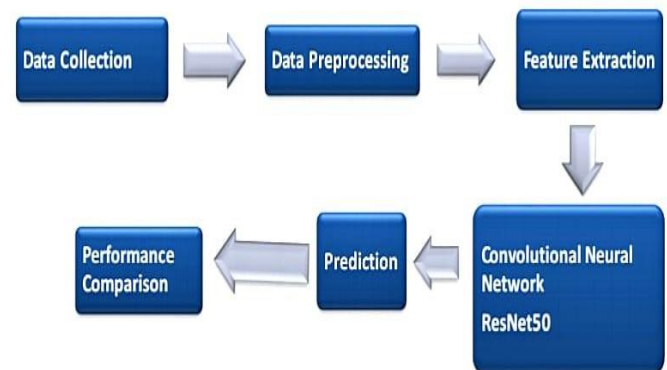 Data Collection
Data Preprocessing
Feature Extraction
Convolutional Neural
Network
ResNet50
Prediction
Performance
Comparison